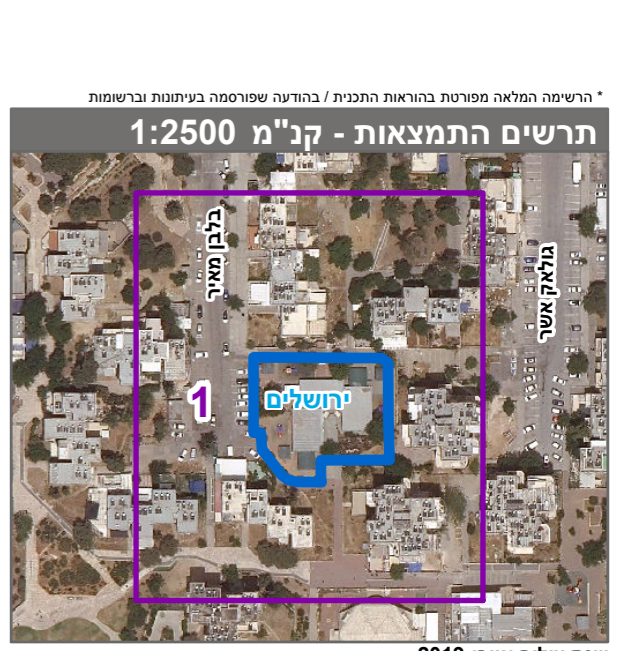 * הרשימה המלאה מפורטת בהוראות התכנית / בהודעה שפורסמה בעיתונות וברשומות
תרשים התמצאות - קנ"מ 1:2500
בלבן מאיר
גולאק אשר
1
ירושלים